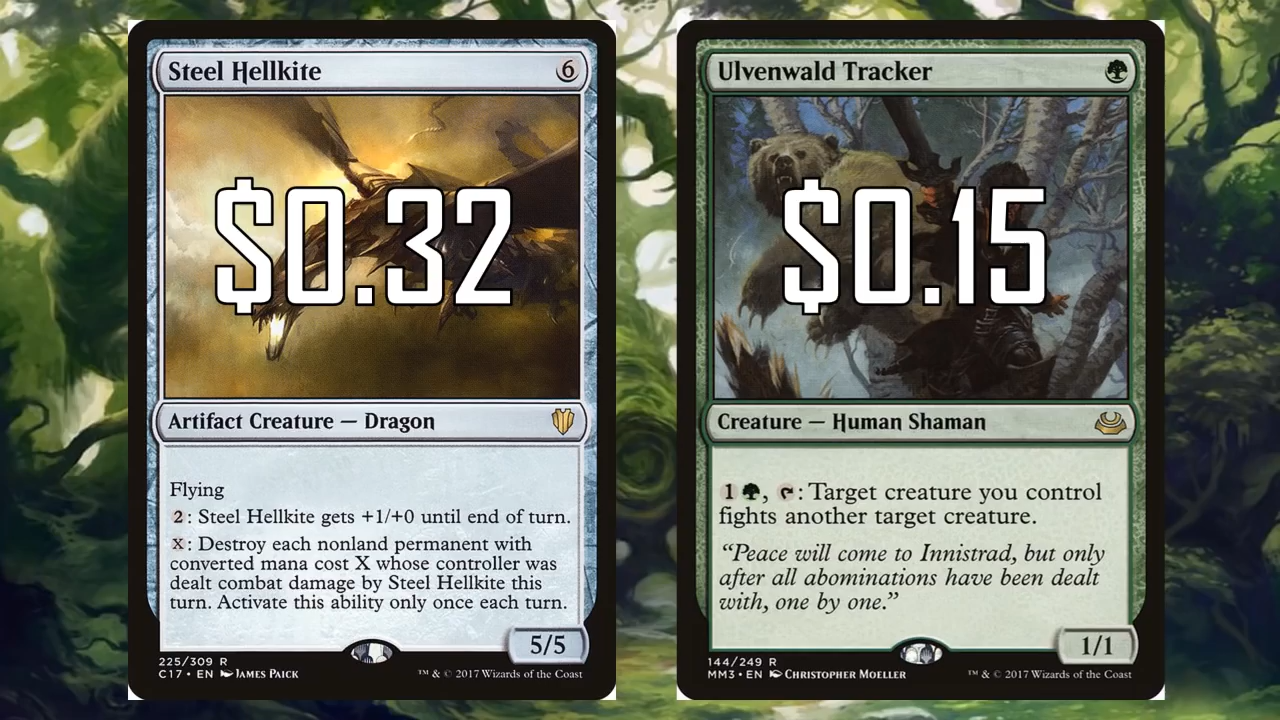 Steel Hellkite 6
$0.32
Artifact Creature — Dragon
Flying
2: Steel Hellkite gets +1/+0 until end of turn.
X: Destroy each nonland permanent with
converted mana cost X whose controller was
dealt combat damage by Steel Hellkite this
turn. Activate this ability only once each turn.
5/5
225/309 R
C17 • EN JAMES PAICK ™ & © 2017 Wizards of the Coast
Ulvenwald Tracker
$0.15
Creature — Human Shaman
1 , : Target creature you control
fights another target creature.
“Peace will come to Innistrad, but only
after all abominations have been dealt
with, one by one.”
1/1
144/249 R
MM3 • EN CHRISTOPHER MOELLER ™ & © 2017 Wizards of the Coast